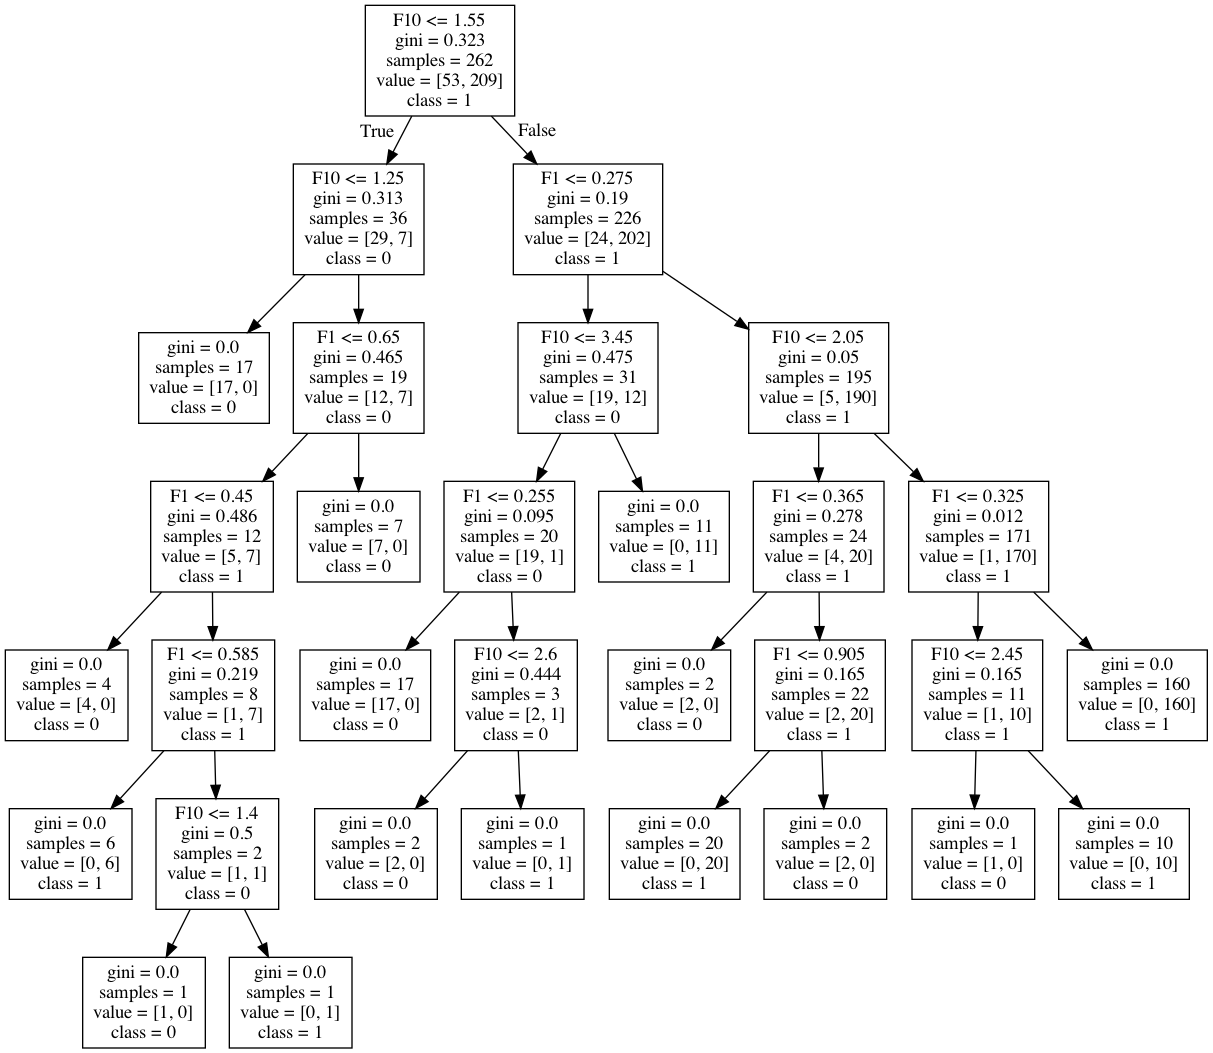 F10 <= 1.55
gini = 0.323
samples = 262
value = [53, 209]
class = 1
True
False
F10 <= 1.25
gini = 0.313
samples = 36
value = [29, 7]
class = 0
F1 <= 0.275
gini = 0.19
samples = 226
value = [24, 202]
class = 1
gini = 0.0
samples = 17
value = [17, 0]
class = 0
F1 <= 0.65
gini = 0.465
samples = 19
value = [12, 7]
class = 0
F10 <= 3.45
gini = 0.475
samples = 31
value = [19, 12]
class = 0
F10 <= 2.05
gini = 0.05
samples = 195
value = [5, 190]
class = 1
F1 <= 0.45
gini = 0.486
samples = 12
value = [5, 7]
class = 1
gini = 0.0
samples = 7
value = [7, 0]
class = 0
F1 <= 0.255
gini = 0.095
samples = 20
value = [19, 1]
class = 0
gini = 0.0
samples = 11
value = [0, 11]
class = 1
F1 <= 0.365
gini = 0.278
samples = 24
value = [4, 20]
class = 1
F1 <= 0.325
gini = 0.012
samples = 171
value = [1, 170]
class = 1
gini = 0.0
samples = 4
value = [4, 0]
class = 0
F1 <= 0.585
gini = 0.219
samples = 8
value = [1, 7]
class = 1
gini = 0.0
samples = 17
value = [17, 0]
class = 0
F10 <= 2.6
gini = 0.444
samples = 3
value = [2, 1]
class = 0
gini = 0.0
samples = 2
value = [2, 0]
class = 0
F1 <= 0.905
gini = 0.165
samples = 22
value = [2, 20]
class = 1
F10 <= 2.45
gini = 0.165
samples = 11
value = [1, 10]
class = 1
gini = 0.0
samples = 160
value = [0, 160]
class = 1
gini = 0.0
samples = 6
value = [0, 6]
class = 1
F10 <= 1.4
gini = 0.5
samples = 2
value = [1, 1]
class = 0
gini = 0.0
samples = 2
value = [2, 0]
class = 0
gini = 0.0
samples = 1
value = [0, 1]
class = 1
gini = 0.0
samples = 20
value = [0, 20]
class = 1
gini = 0.0
samples = 2
value = [2, 0]
class = 0
gini = 0.0
samples = 1
value = [1, 0]
class = 0
gini = 0.0
samples = 10
value = [0, 10]
class = 1
gini = 0.0
samples = 1
value = [1, 0]
class = 0
gini = 0.0
samples = 1
value = [0, 1]
class = 1